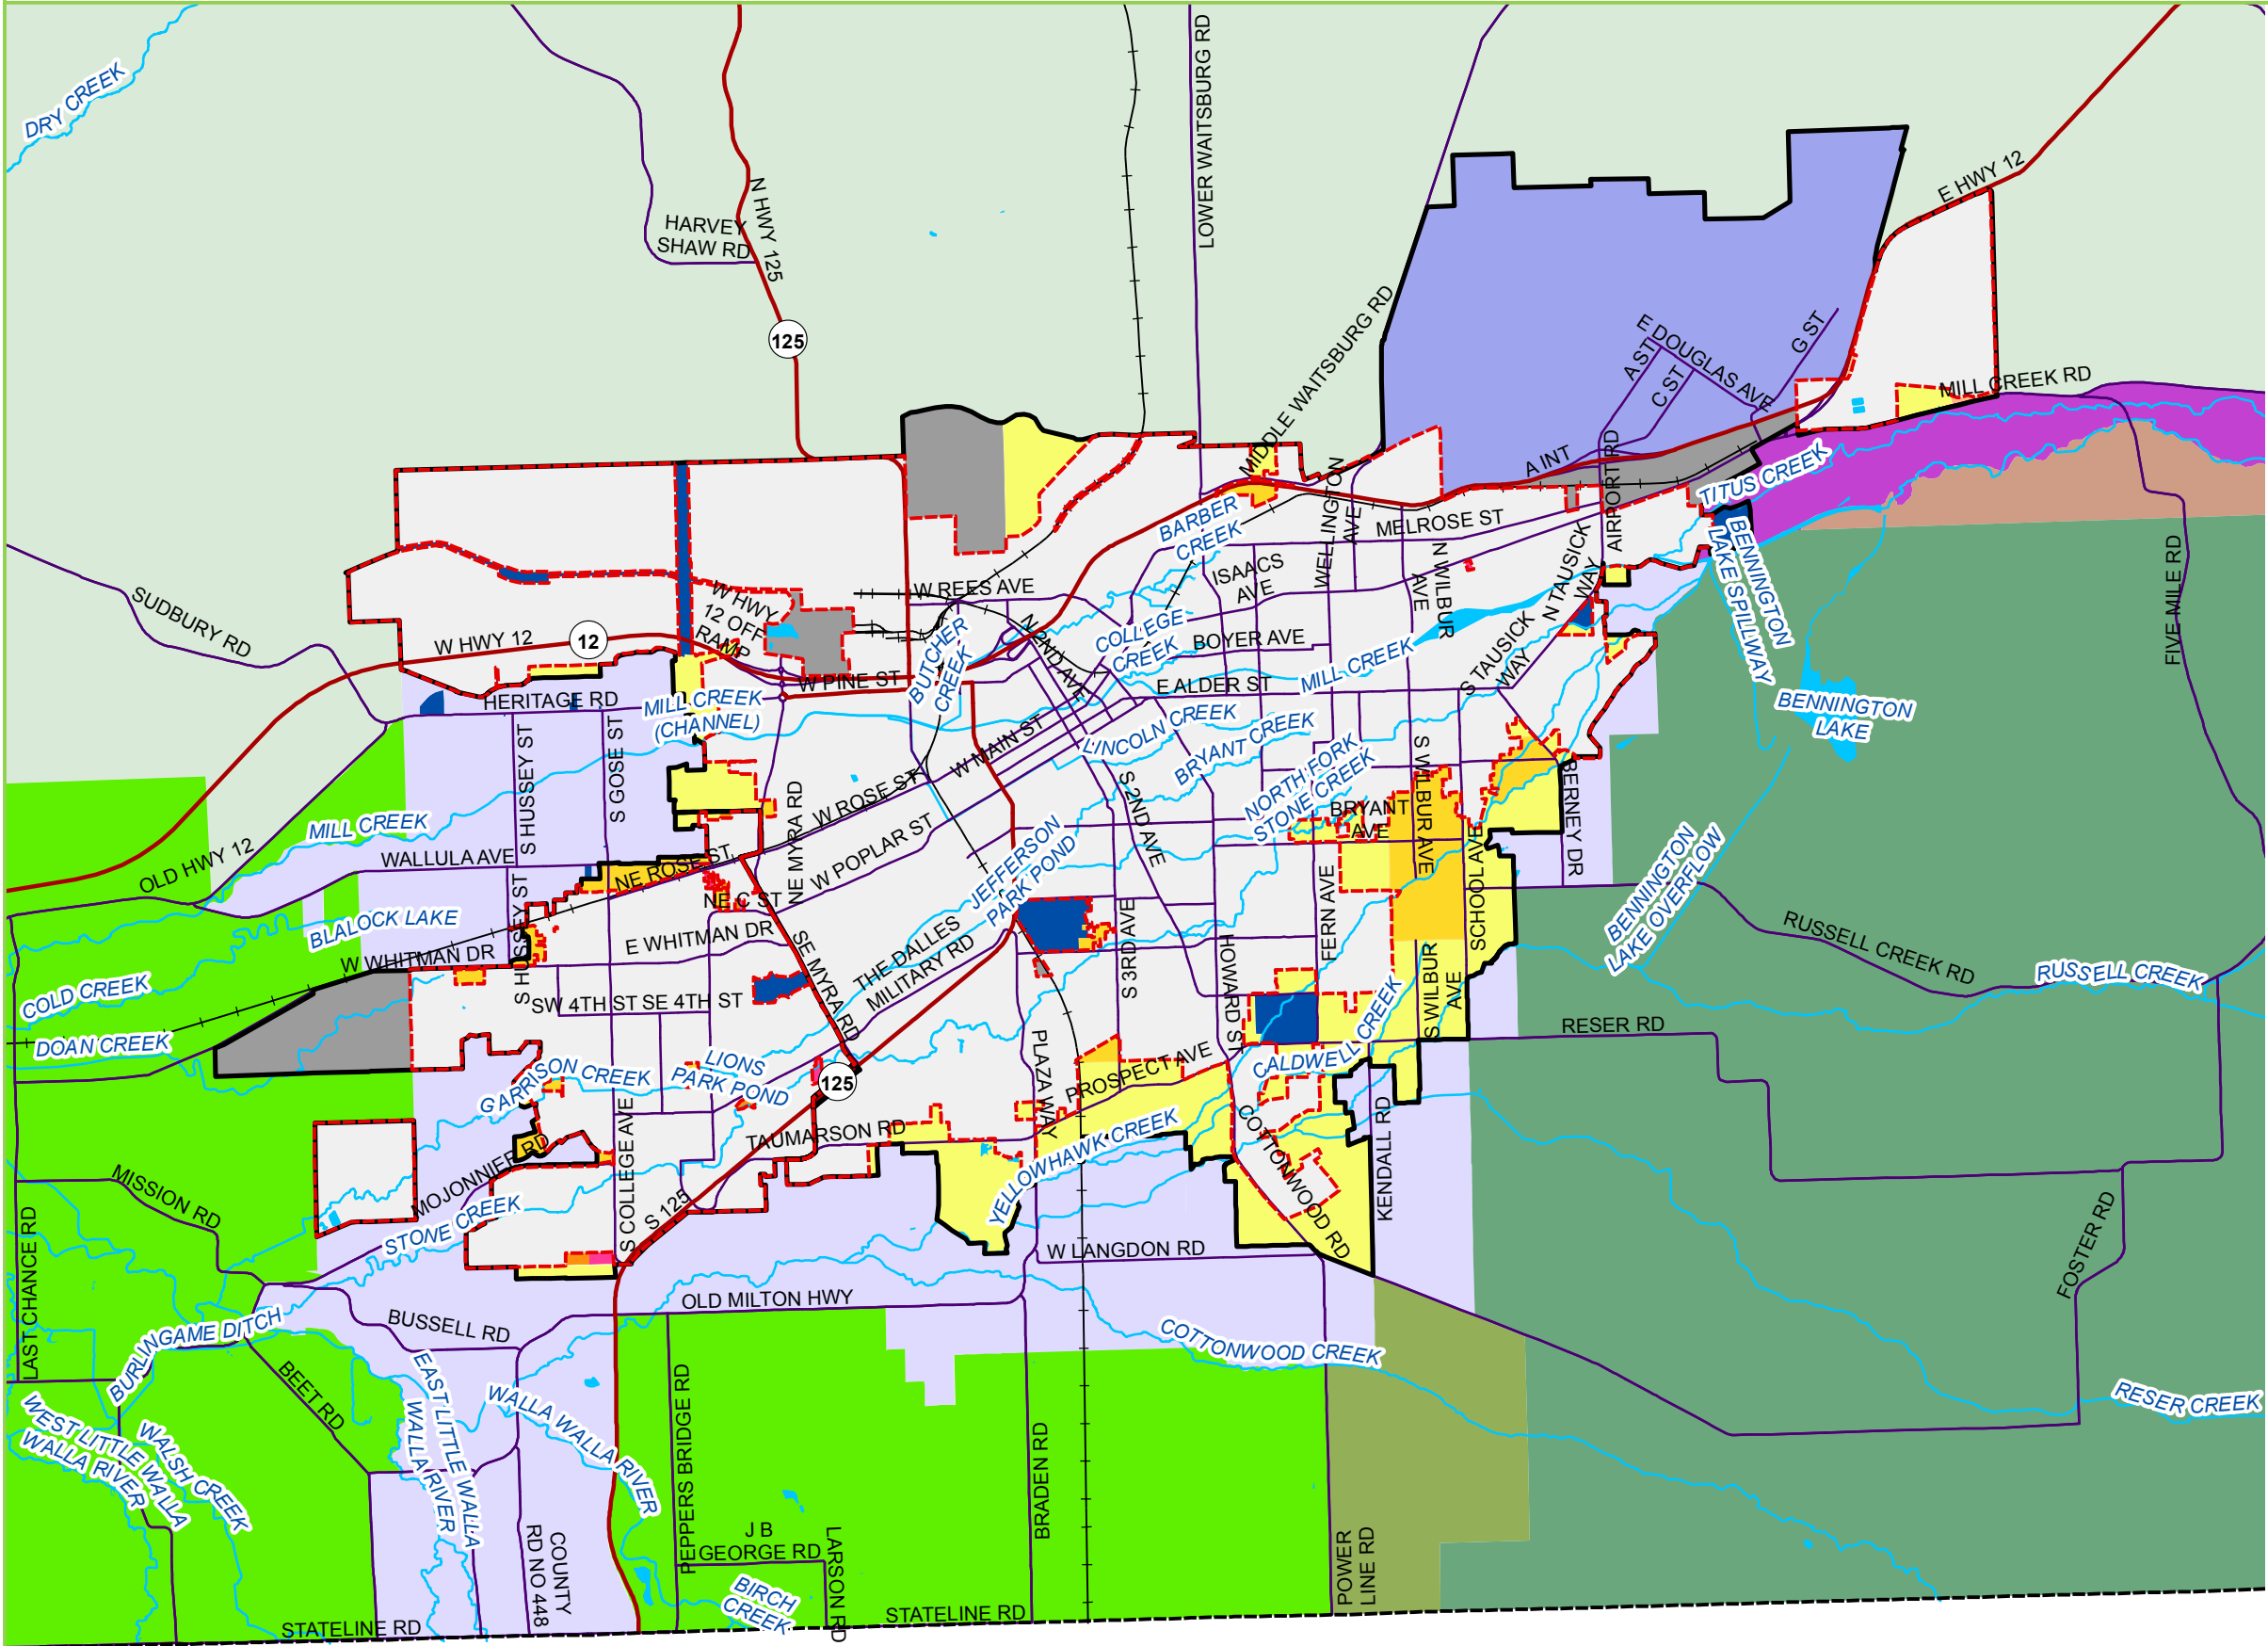 DRY CREEK
HARVEY
SHAW RD
N HWY 125
125
LOWER WAITSBURG RD
MIDDLE WAITSBURG RD
E HWY 12
E DOUGLAS AVE
A ST
C ST
G ST
MILL CREEK RD
A INT
AIRPORT RD
TITUS CREEK
BARBER
CREEK
WELLINGTON
AVE
MELROSE ST
N WILBUR
AVE
N TAUSICK
WAY
BENNINGTON
LAKE SPILLWAY
FIVE MILE RD
SUDBURY RD
W HWY 12
12
W HWY
12 OFF
RAMP
W REES AVE
ISAACS
AVE
N 2ND AVE
COLLEGE
CREEK
BOYER AVE
BUTCHER
CREEK
W PINE ST
HERITAGE RD
MILL CREEK
(CHANNEL)
E ALDER ST
MILL CREEK
S TAUSICK
WAY
BENNINGTON
LAKE
S HUSSEY ST
S GOSE ST
W MAIN ST
LINCOLN CREEK
BRYANT CREEK
NORTH FORK
STONE CREEK
S WILBUR AVE
BERNEY DR
NE MYRA RD
W ROSE ST
S 2ND AVE
BRYANT
AVE
MILL CREEK
OLD HWY 12
WALLULA AVE
NE ROSE ST
W POPLAR ST
JEFFERSON
PARK POND
SCHOOL AVE
BENNINGTON
LAKE OVERFLOW
NE C ST
BLALOCK LAKE
W WHITMAN DR
S HUSSEY ST
E WHITMAN DR
SE MYRA RD
THE DALLES
MILITARY RD
S 3RD AVE
HOWARD ST
FERN AVE
S WILBUR
AVE
RUSSELL CREEK RD
RUSSELL CREEK
COLD CREEK
SW 4TH ST
SE 4TH ST
DOAN CREEK
RESER RD
GARRISON CREEK
LIONS
PARK POND
125
PLAZA WAY
PROSPECT AVE
CALDWELL CREEK
COTTONWOOD RD
KENDALL RD
MOJONNIER RD
S COLLEGE AVE
TAUMARSON RD
YELLOWHAWK CREEK
MISSION RD
STONE CREEK
S 125
W LANGDON RD
LAST CHANCE RD
FOSTER RD
OLD MILTON HWY
BURLINGAME DITCH
BUSSELL RD
COTTONWOOD CREEK
BEET RD
EAST LITTLE WALLA
WALLA RIVER
WALLA WALLA RIVER
PEPPERS BRIDGE RD
RESER CREEK
WEST LITTLE WALLA
WALLA RIVER
WALSH CREEK
BRADEN RD
COUNTY
RD NO 448
J B
GEORGE RD
LARSON RD
POWER
LINE RD
BIRCH
CREEK
STATELINE RD
STATELINE RD